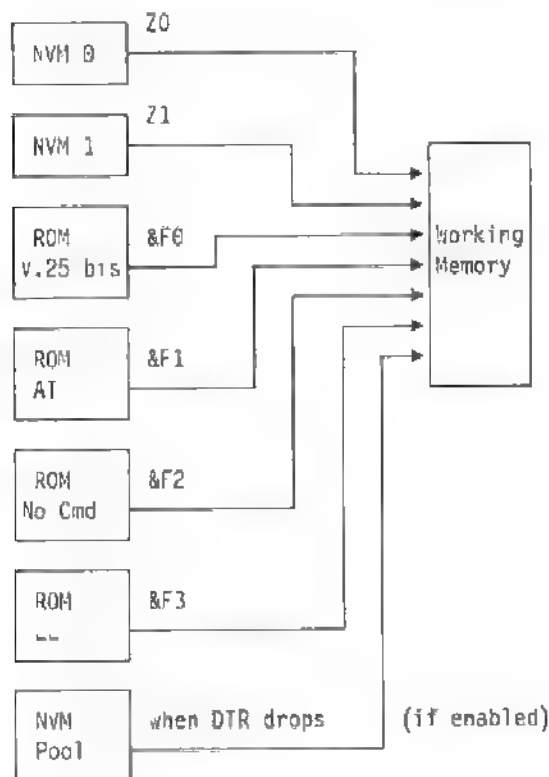 Z0
NVM 0
Z1
NVM 1
ROM
v.25 bis
&F0
Working
Memory
ROM
AT
&F1
ROM
No Cmd
&F2
ROM
--
&F3
NVM
Pool
when DTR drops
(if enabled)